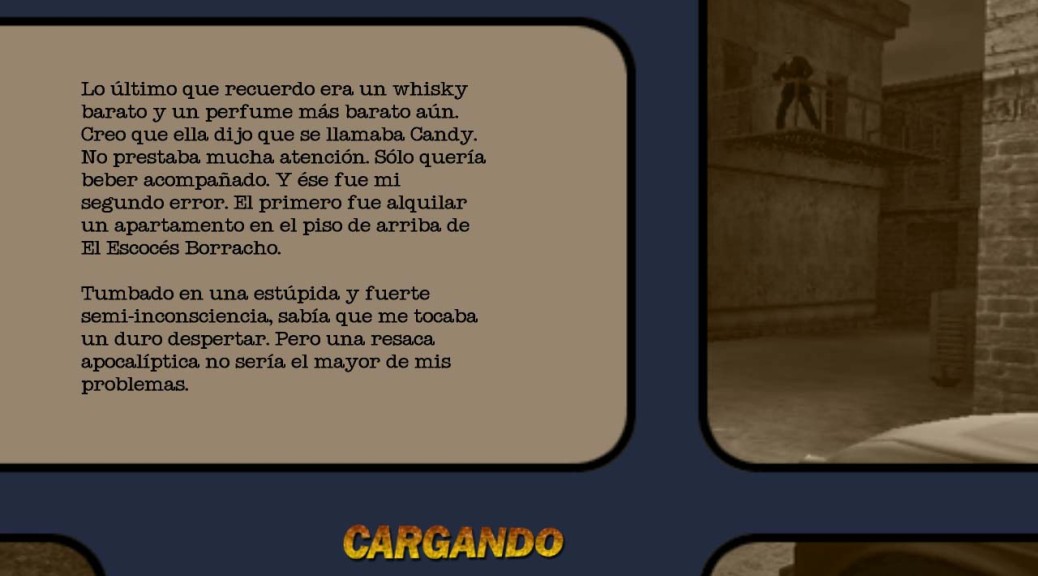 Lo último que recuerdo era un whisky
barato y un perfume más barato aún.
Creo que ella dijo que se llamaba Candy.
No prestaba mucha atención. Sólo quería
beber acompañado. Y ése fue mi
segundo error. El primero fue alquilar
un apartamento en el piso de arriba de
El Escocés Borracho.
Tumbado en una estúpida y fuerte
semi-inconsciencia, sabía que me tocaba
un duro despertar. Pero una resaca
apocalíptica no sería el mayor de mis
problemas.
CARGANDO